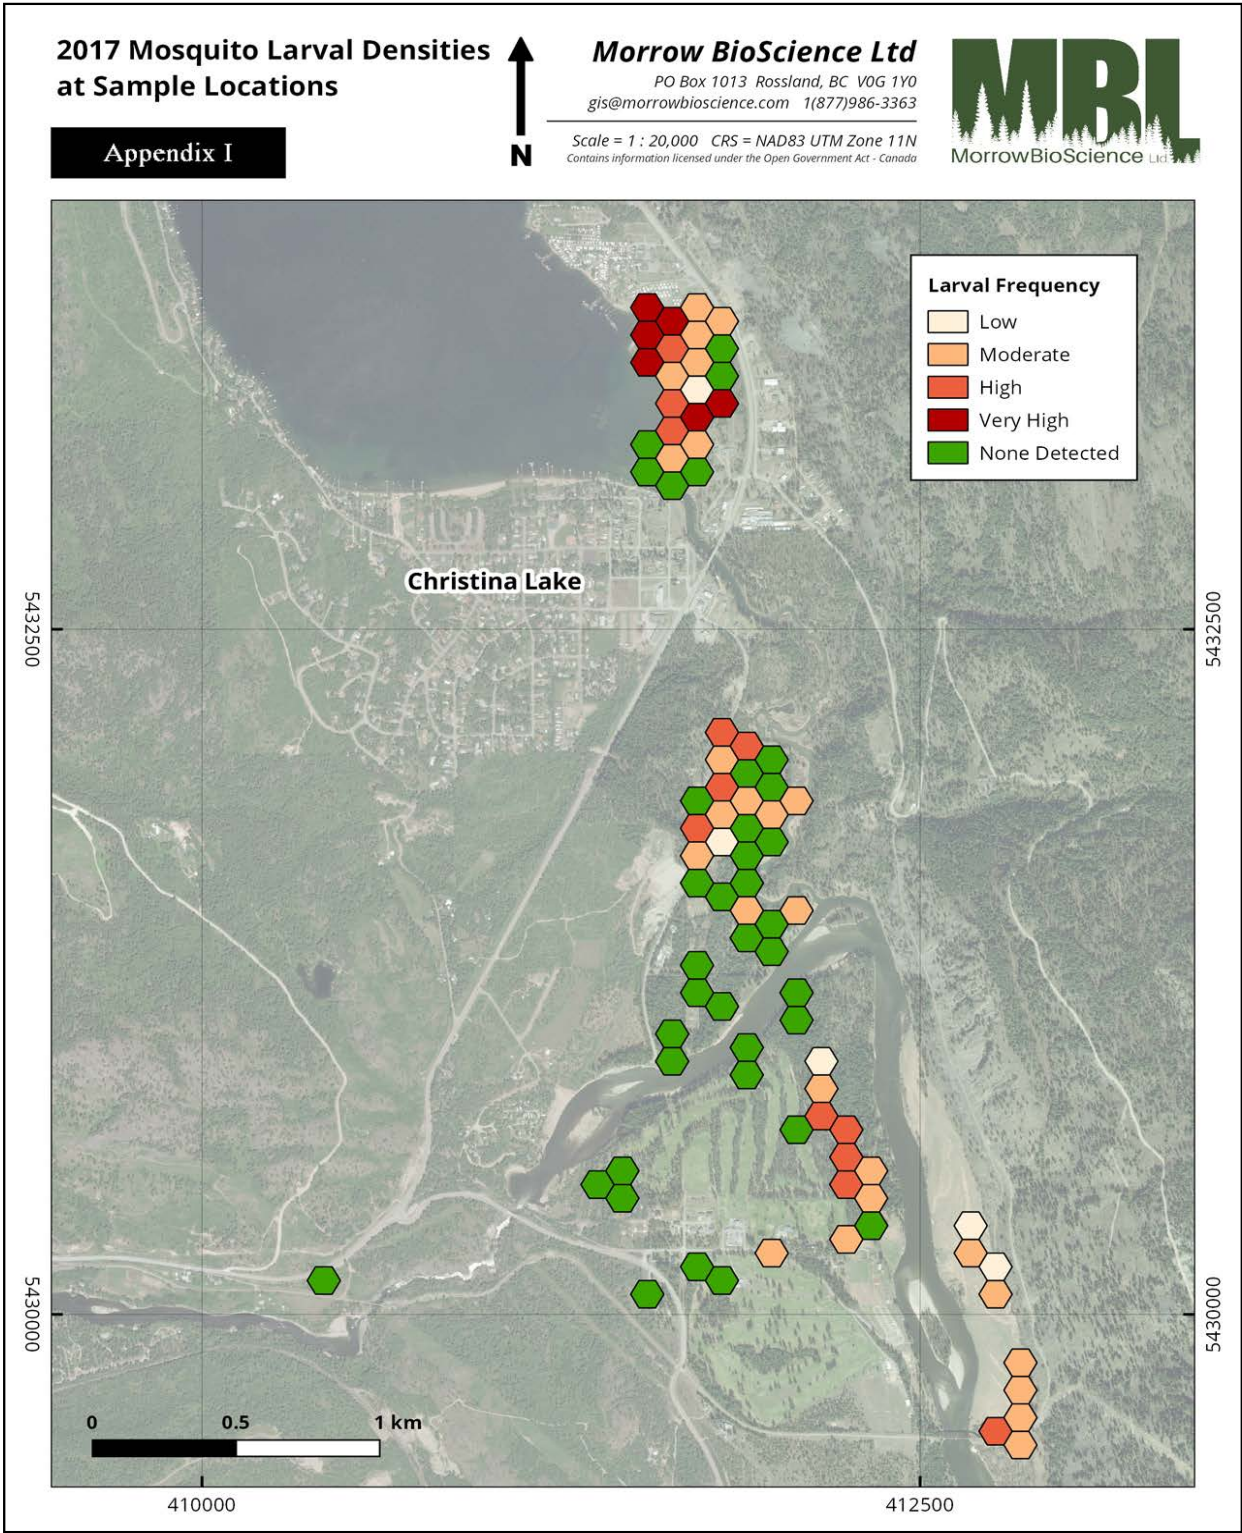 2017 Mosquito Larval Densities
at Sample Locations
Appendix I
N
Morrow BioScience Ltd
PO Box 1013 Rossland, BC V0G 1Y0
gis@morrowbioscience.com 1(877)986-3363
Scale = 1 : 20,000 CRS = NAD83 UTM Zone 11N
Contains information licensed under the Open Government Act - Canada
MBL
MorrowBioScience Ltd.
Larval Frequency
Low
Moderate
High
Very High
None Detected
Christina Lake
5432500
5432500
5430000
5430000
0 0.5 1 km
410000
412500